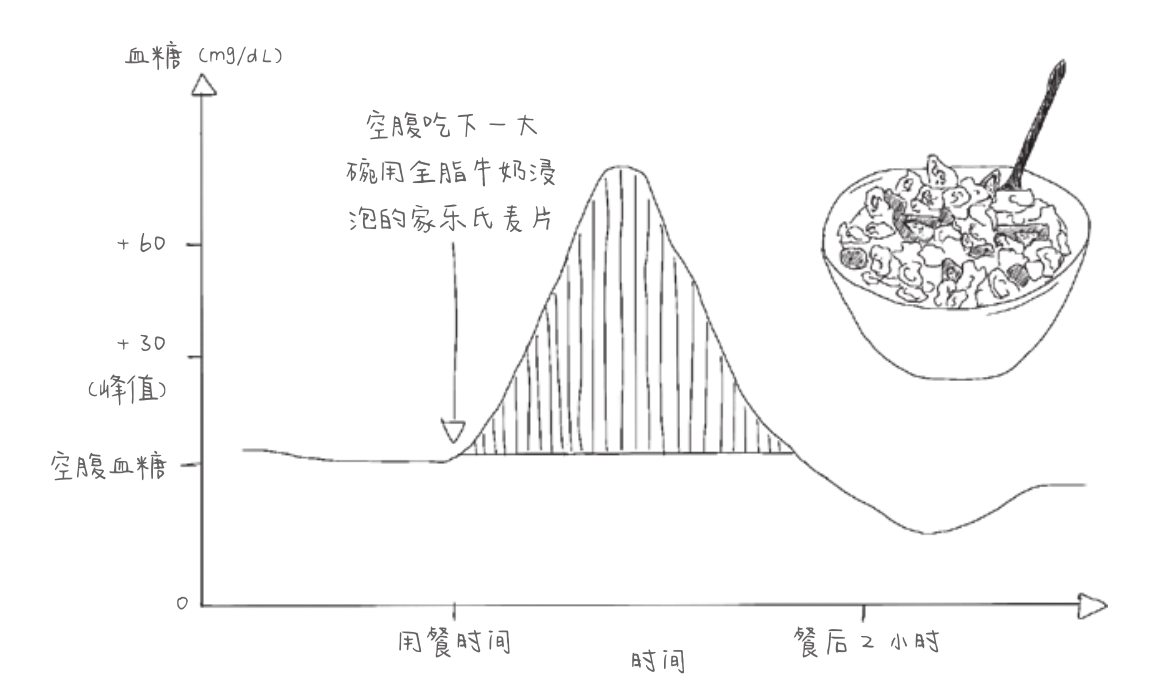 血糖 (mg/dL)
空腹吃下一大
碗用全脂牛奶浸
泡的家乐氏麦片
+60
+30
(峰值)
空腹血糖
0
用餐时间
餐后2小时
时间